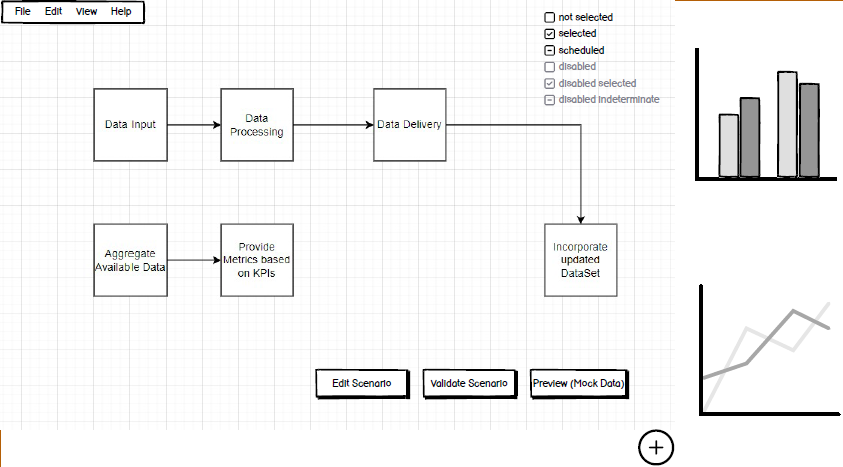 File Edit View Help
not selected
selected
scheduled
disabled
disabled selected
disabled indeterminate
Data Input
Data
Processing
Data Delivery
Aggregate
Available Data
Provide
Metrics based
on KPIs
Incorporate
updated
DataSet
Edit Scenario
Validate Scenario
Preview (Mock Data)